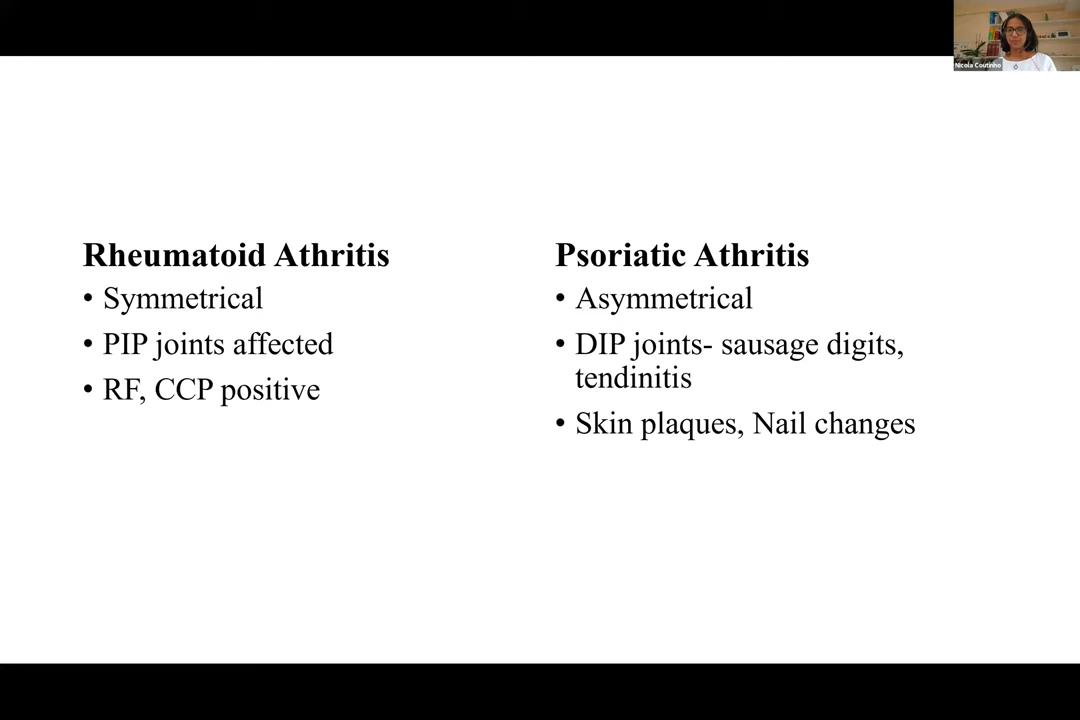 Nicola Coutinho
Rheumatoid Athritis
• Symmetrical
• PIP joints affected
• RF, CCP positive
Psoriatic Athritis
• Asymmetrical
• DIP joints- sausage digits,
tendinitis
• Skin plaques, Nail changes